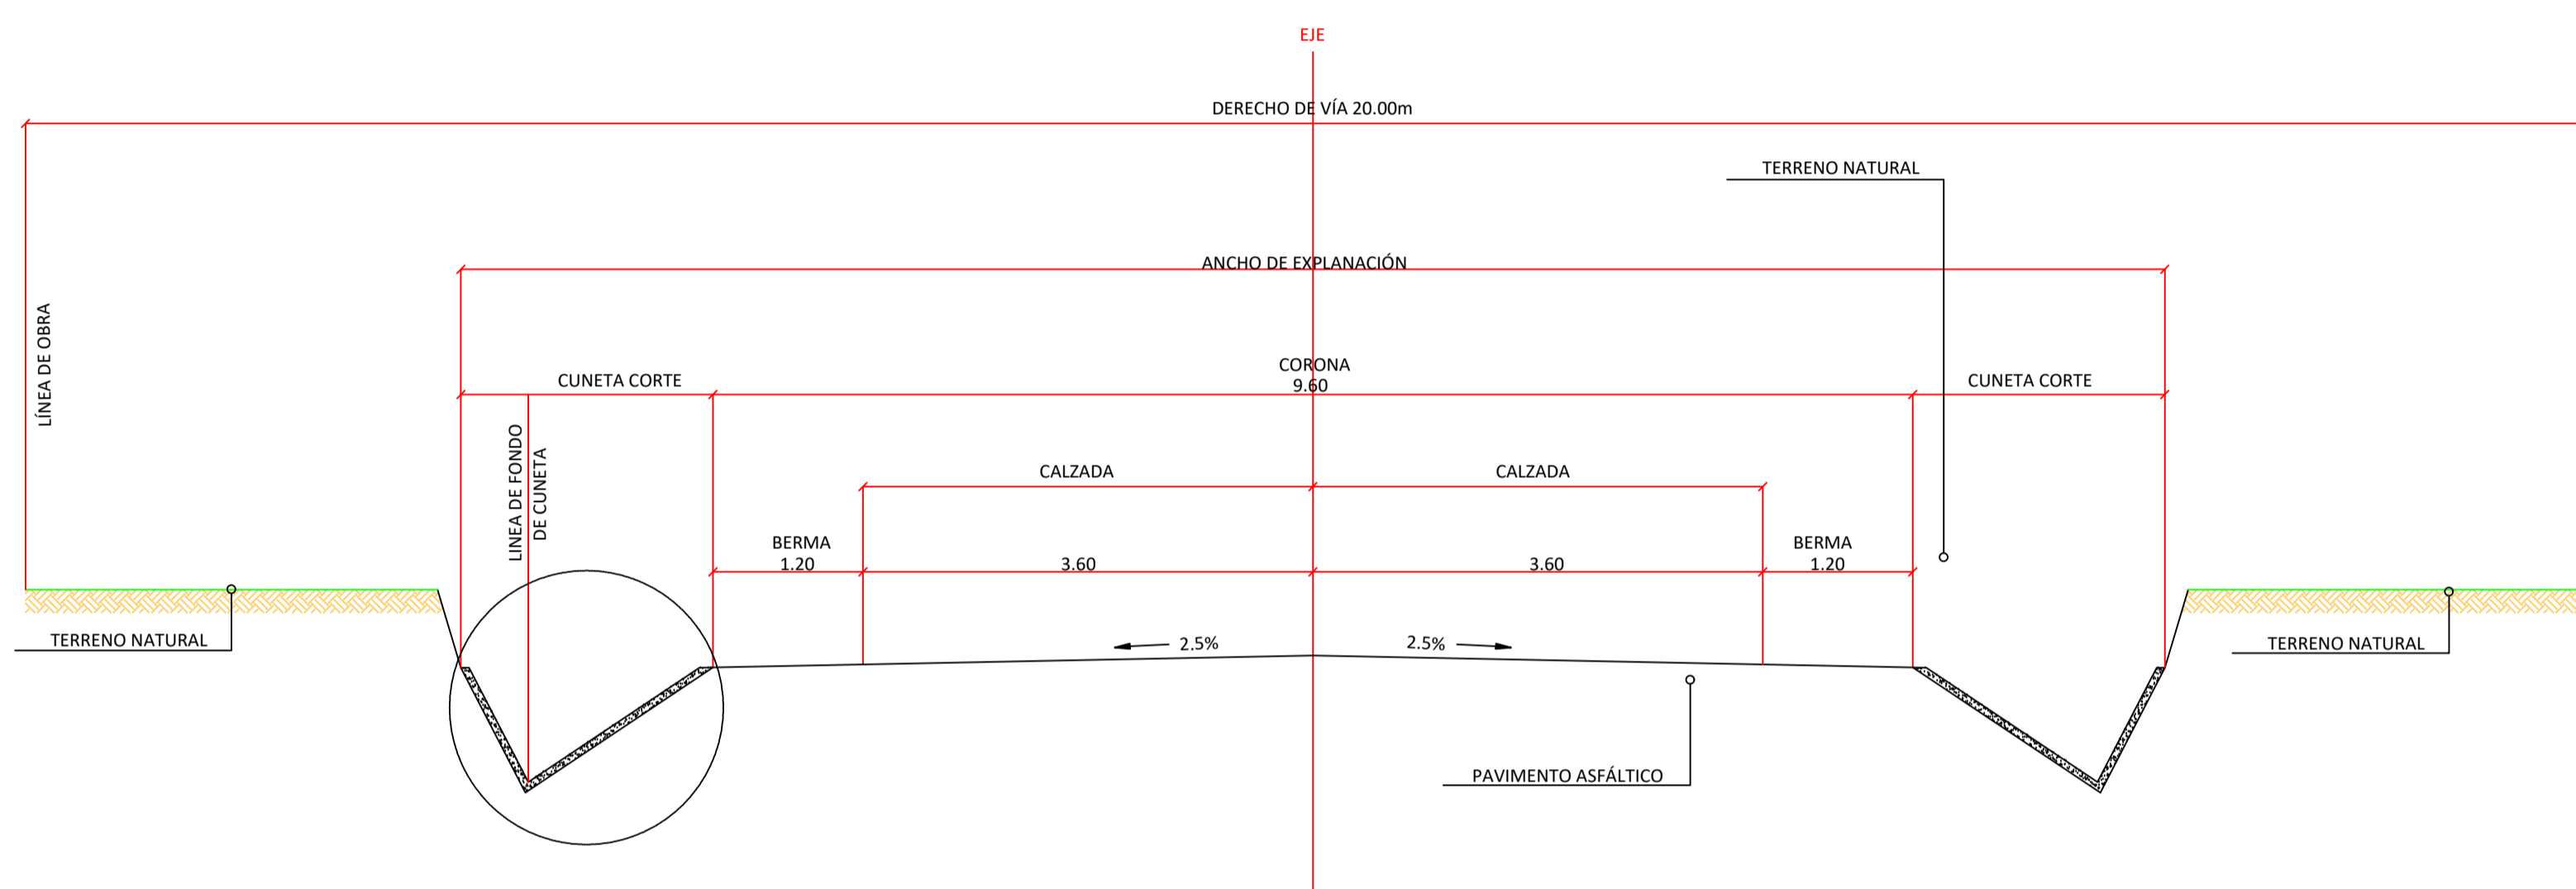 EJE
DERECHO DE VÍA 20.00m
TERRENO NATURAL
ANCHO DE EXPLANACIÓN
LÍNEA DE OBRA
CUNETA CORTE
CORONA
9.60
CUNETA CORTE
LINEA DE FONDO
DE CUNETA
CALZADA
CALZADA
BERMA
1.20
3.60
3.60
BERMA
1.20
TERRENO NATURAL
2.5%
2.5%
TERRENO NATURAL
PAVIMENTO ASFÁLTICO